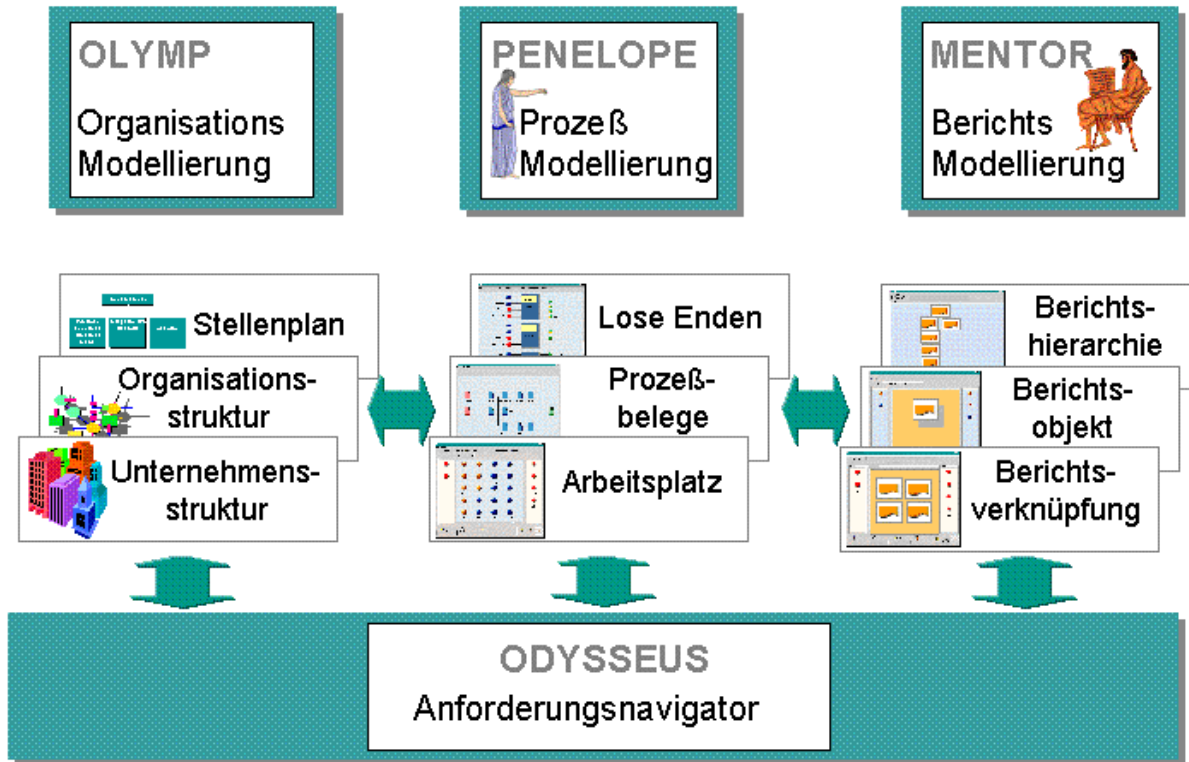 OLYMP
Organisations
Modellierung
PENELOPE
Prozeß
Modellierung
MENTOR
Berichts
Modellierung
Stellenplan
Organisations-
struktur
Unternehmens-
struktur
Lose Enden
Prozeß-
belege
Arbeitsplatz
Berichts-
hierarchie
Berichts-
objekt
Berichts-
verknüpfung
ODYSSEUS
Anforderungsnavigator